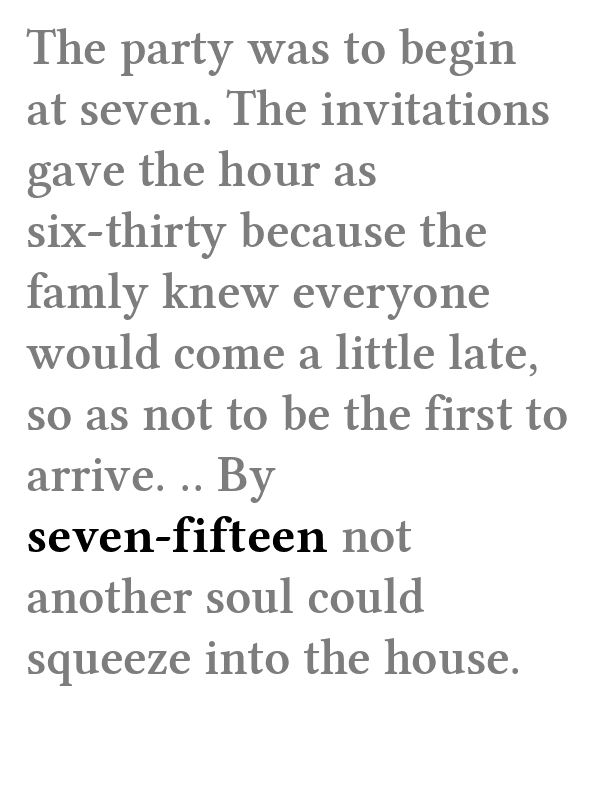 The party was to begin
at seven. The invitations
gave the hour as
six-thirty because the
famly knew everyone
would come a little late,
so as not to be the first to
arrive. .. By
seven-fifteen not
another soul could
squeeze into the house.